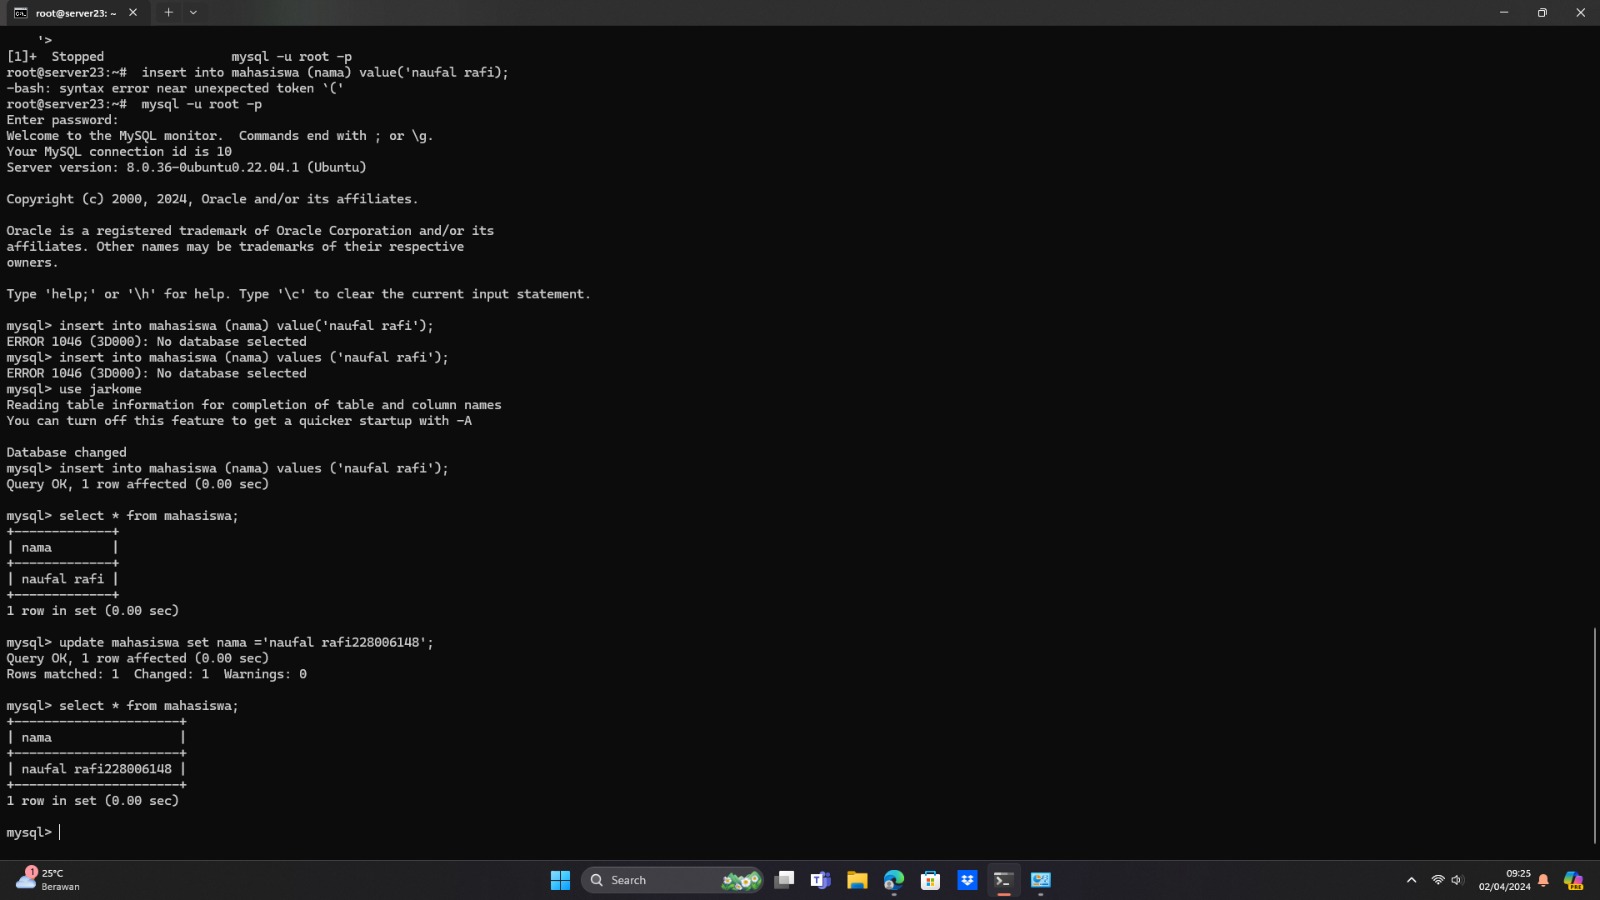 root@server23: ~
'>
[1]+  Stopped                 mysql -u root -p
root@server23:~#  insert into mahasiswa (nama) value('naufal rafi);
-bash: syntax error near unexpected token `('
root@server23:~#  mysql -u root -p
Enter password:
Welcome to the MySQL monitor.  Commands end with ; or \g.
Your MySQL connection id is 10
Server version: 8.0.36-0ubuntu0.22.04.1 (Ubuntu)
Copyright (c) 2000, 2024, Oracle and/or its affiliates.
Oracle is a registered trademark of Oracle Corporation and/or its
affiliates. Other names may be trademarks of their respective
owners.
Type 'help;' or '\h' for help. Type '\c' to clear the current input statement.
mysql> insert into mahasiswa (nama) value('naufal rafi');
ERROR 1046 (3D000): No database selected
mysql> insert into mahasiswa (nama) values ('naufal rafi');
ERROR 1046 (3D000): No database selected
mysql> use jarkome
Reading table information for completion of table and column names
You can turn off this feature to get a quicker startup with -A
Database changed
mysql> insert into mahasiswa (nama) values ('naufal rafi');
Query OK, 1 row affected (0.00 sec)
mysql> select * from mahasiswa;
+-------------+
| nama        |
+-------------+
| naufal rafi |
+-------------+
1 row in set (0.00 sec)
mysql> update mahasiswa set nama ='naufal rafi228006148';
Query OK, 1 row affected (0.00 sec)
Rows matched: 1  Changed: 1  Warnings: 0
mysql> select * from mahasiswa;
+----------------------+
| nama                 |
+----------------------+
| naufal rafi228006148 |
+----------------------+
1 row in set (0.00 sec)
mysql>
1
25°C
Berawan
Search
09:25
02/04/2024
PRE